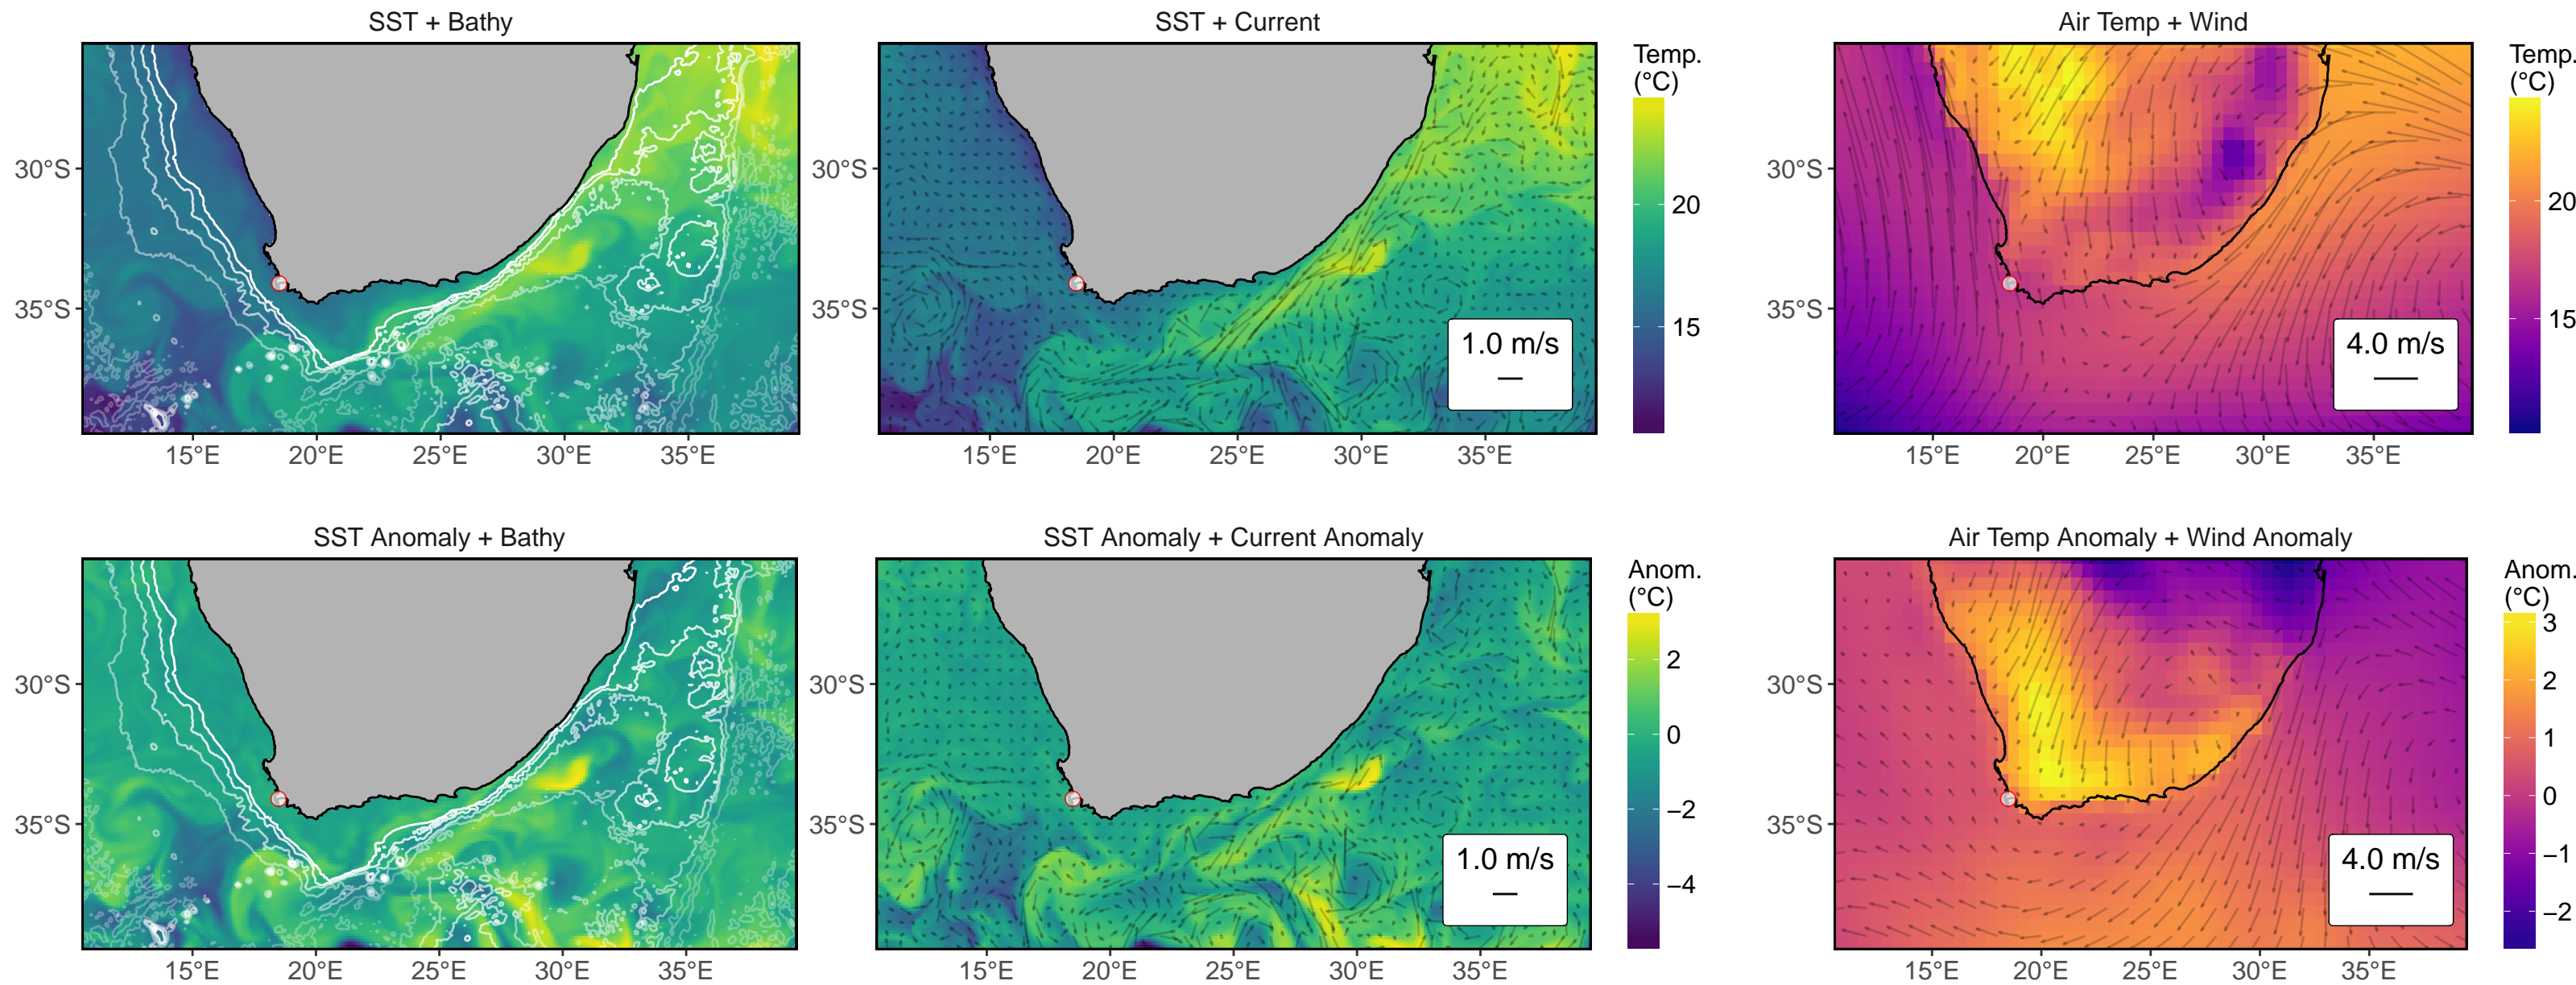 SST + Bathy
SST + Current
Air Temp + Wind
30°S
35°S
15°E 20°E 25°E 30°E 35°E
30°S
35°S
15°E 20°E 25°E 30°E 35°E
1.0 m/s
Temp.
(°C)
20
15
30°S
35°S
15°E 20°E 25°E 30°E 35°E
4.0 m/s
Temp.
(°C)
20
15
SST Anomaly + Bathy
SST Anomaly + Current Anomaly
Air Temp Anomaly + Wind Anomaly
30°S
35°S
15°E 20°E 25°E 30°E 35°E
30°S
35°S
15°E 20°E 25°E 30°E 35°E
1.0 m/s
Anom.
(°C)
2
0
−2
−4
30°S
35°S
15°E 20°E 25°E 30°E 35°E
4.0 m/s
Anom.
(°C)
3
2
1
0
−1
−2